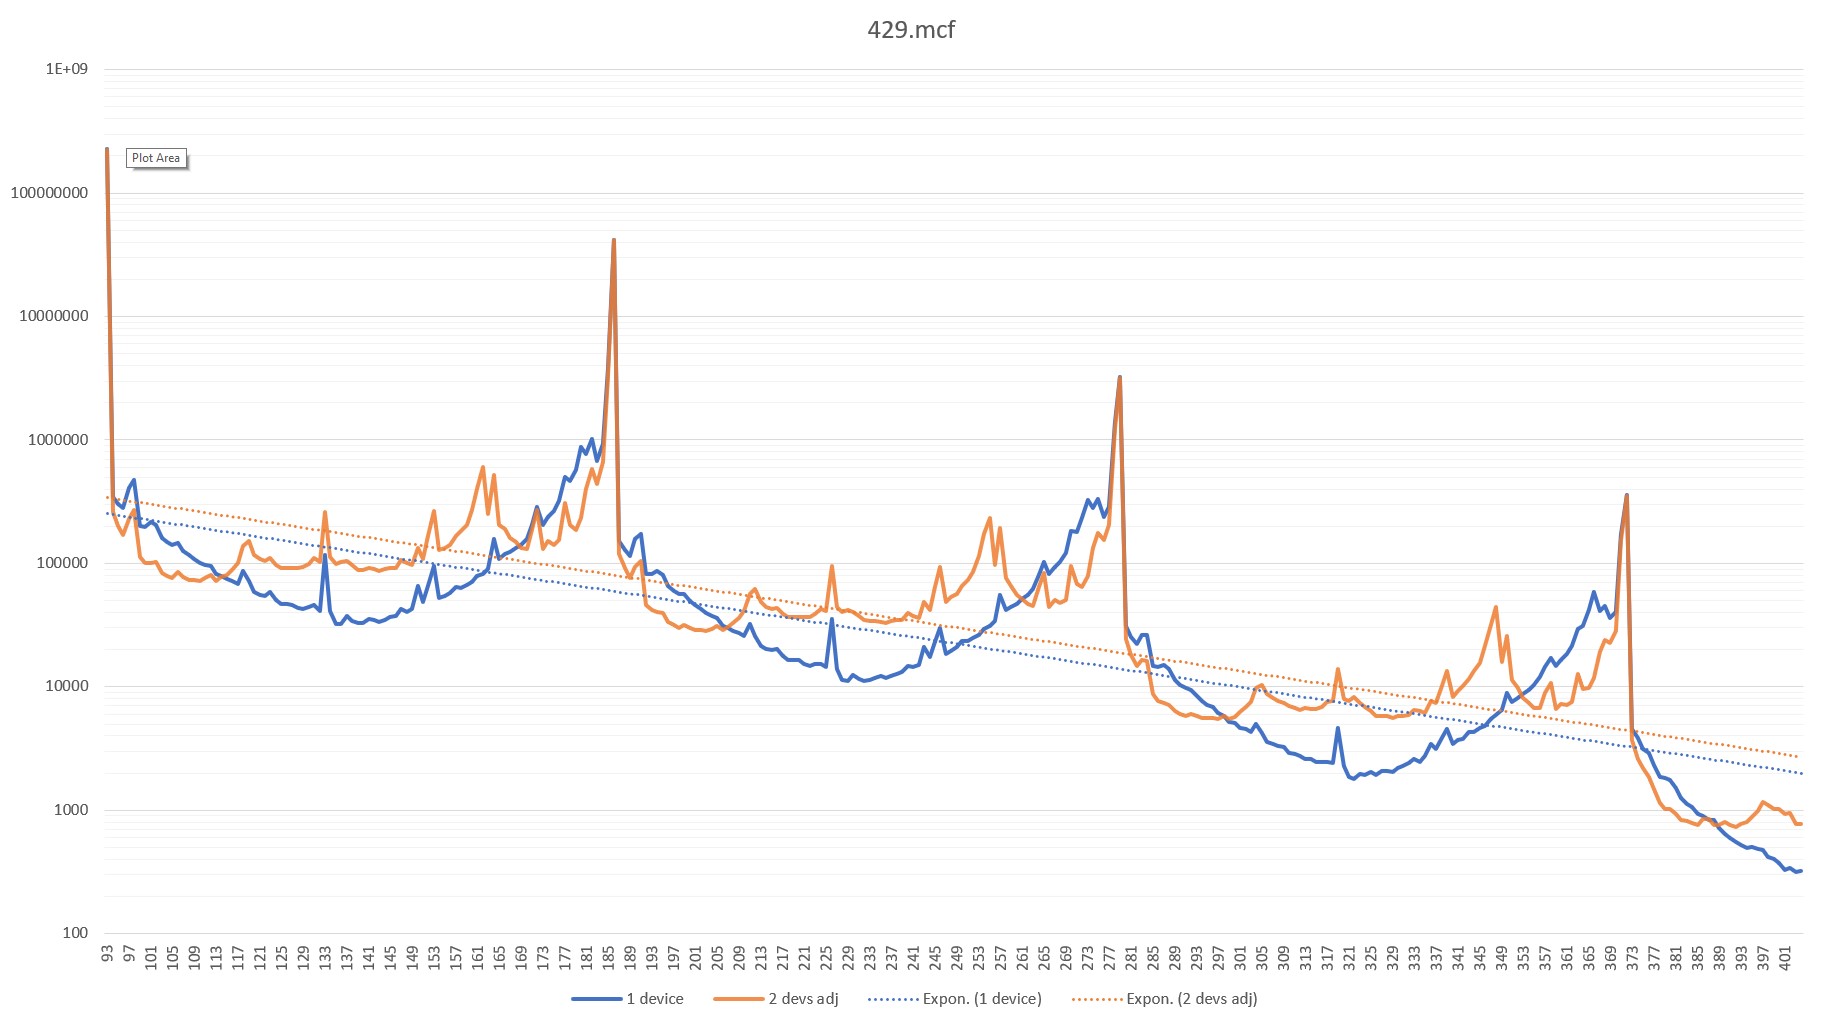 429.mcf
1E+09
Plot Area
100000000
10000000
1000000
100000
10000
1000
100
93 97 101 105 109 113 117 121 125 129 133 137 141 145 149 153 157 161 165 169 173 177 181 185 189 193 197 201 205 209 213 217 221 225 229 233 237 241 245 249 253 257 261 265 269 273 277 281 285 289 293 297 301 305 309 313 317 321 325 329 333 337 341 345 349 353 357 361 365 369 373 377 381 385 389 393 397 401
1 device 2 devs adj Expon. (1 device) Expon. (2 devs adj)